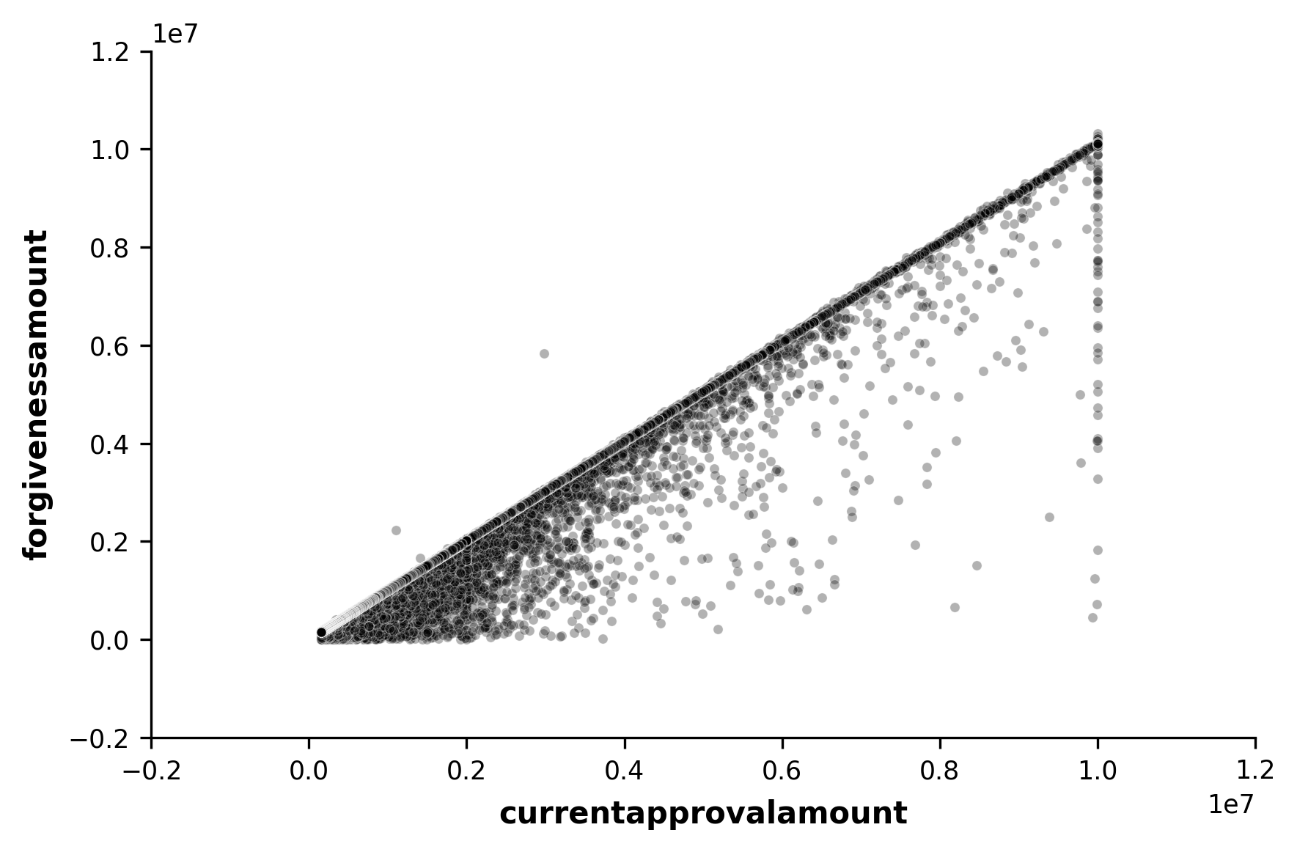 1e7
1.2
1.0
0.8
0.6
0.4
0.2
0.0
−0.2
forgivenessamount
−0.2 0.0 0.2 0.4 0.6 0.8 1.0 1.2
1e7
currentapprovalamount